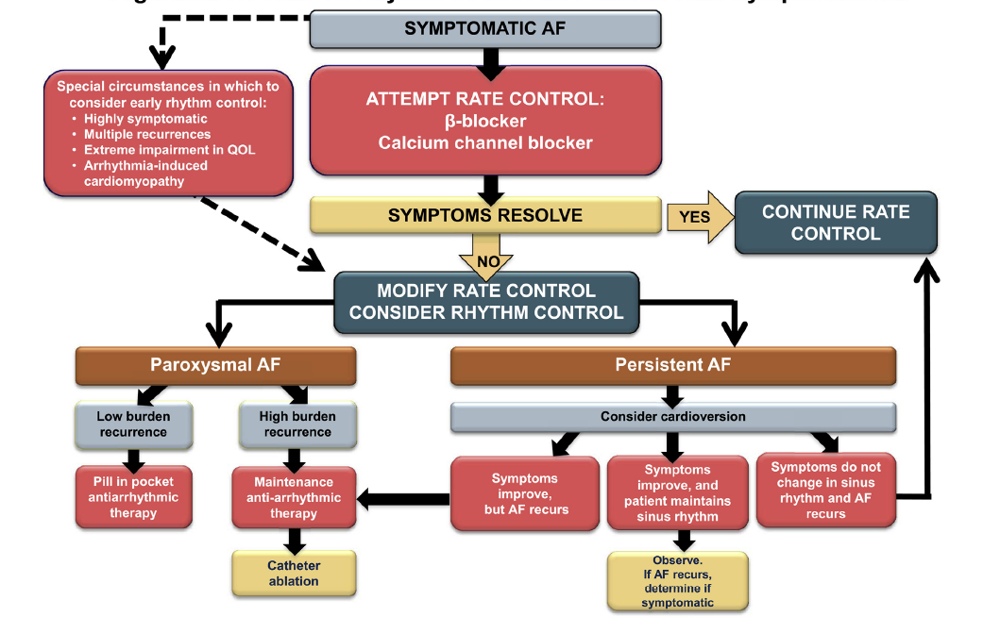 SYMPTOMATIC AF
Special circumstances in which to
consider early rhythm control:
• Highly symptomatic
• Multiple recurrences
• Extreme impairment in QOL
• Arrhythmia-induced
cardiomyopathy
ATTEMPT RATE CONTROL:
β-blocker
Calcium channel blocker
SYMPTOMS RESOLVE
YES
CONTINUE RATE
CONTROL
NO
MODIFY RATE CONTROL
CONSIDER RHYTHM CONTROL
Paroxysmal AF
Persistent AF
Low burden
recurrence
High burden
recurrence
Consider cardioversion
Pill in pocket
antiarrhythmic
therapy
Maintenance
anti-arrhythmic
therapy
Symptoms
improve,
but AF recurs
Symptoms
improve, and
patient maintains
sinus rhythm
Symptoms do not
change in sinus
rhythm and AF
recurs
Catheter
ablation
Observe.
If AF recurs,
determine if
symptomatic